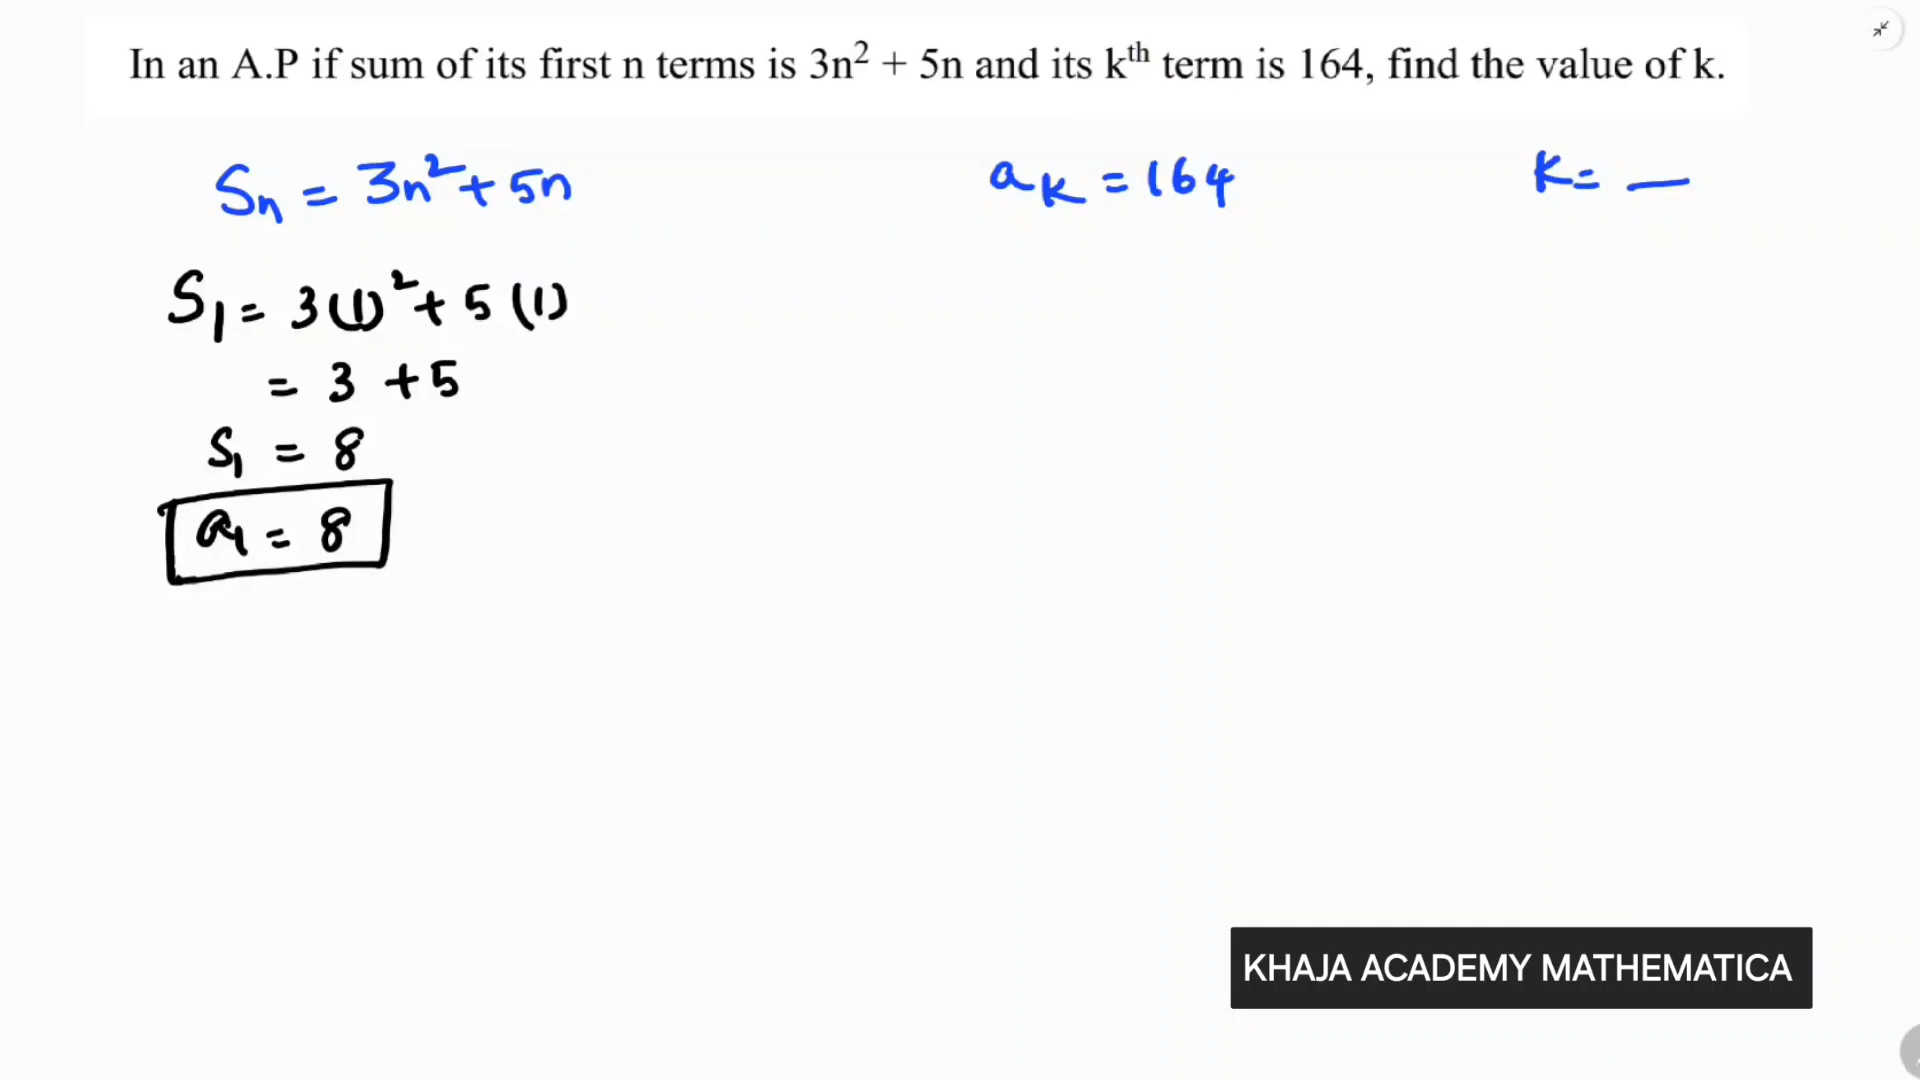 In an A.P if sum of its first n terms is 3n² + 5n and its kᵗʰ term is 164, find the value of k.
Sₙ = 3n² + 5n aₖ = 164 K = —
S₁ = 3(1)² + 5(1)
= 3 + 5
S₁ = 8
a₁ = 8
KHAJA ACADEMY MATHEMATICA